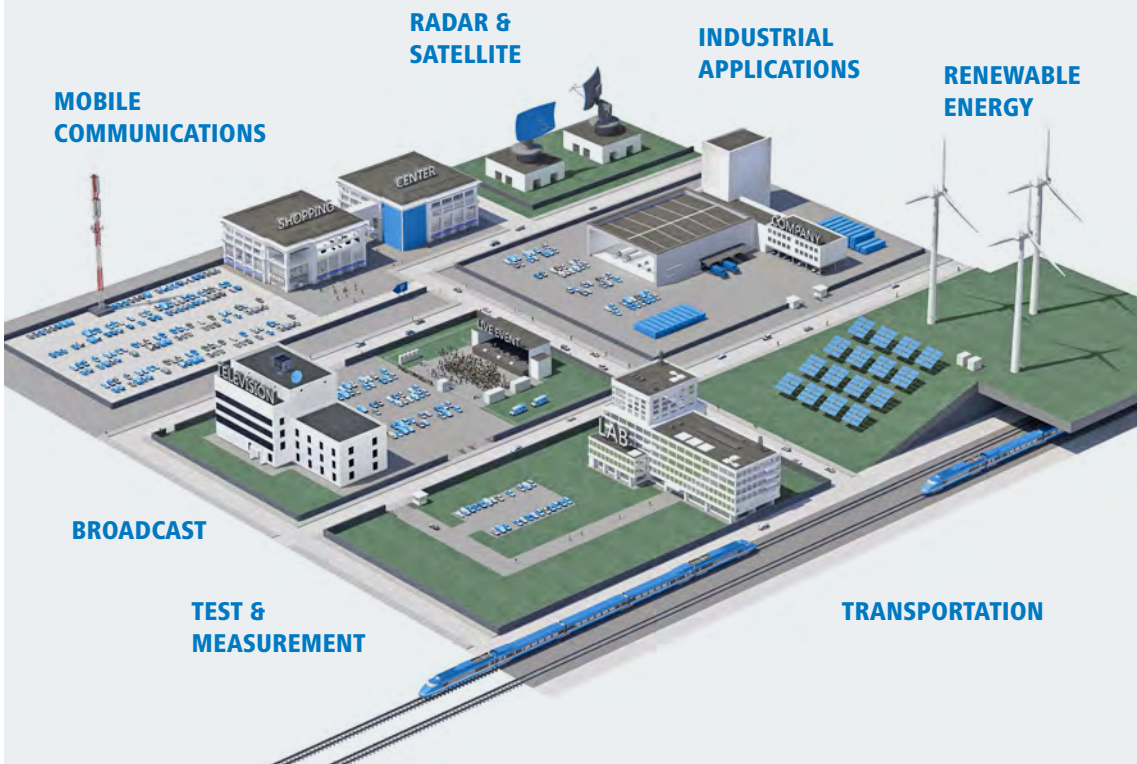 RADAR &
SATELLITE
INDUSTRIAL
APPLICATIONS
RENEWABLE
ENERGY
MOBILE
COMMUNICATIONS
CENTER
SHOPPING
COMPANY
LIVE EVENT
TELEVISION
LAB
BROADCAST
TEST &
MEASUREMENT
TRANSPORTATION